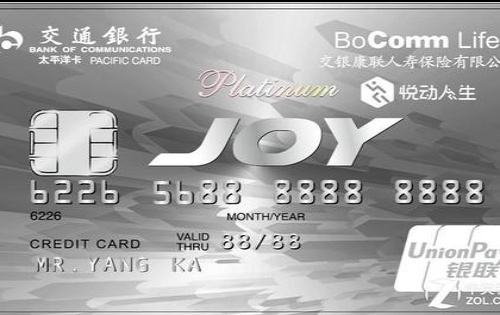 交通銀行
BANK OF COMMUNICATIONS
太平洋卡 PACIFIC CARD
BoComm Life
交银康联人寿保险有限公
Platinum
悦动人生
JOY
6226 5688 8888 8888
6226
MONTH/YEAR
CREDIT CARD
VALID THRU 88/88
MR.YANG KA
UnionPay
银联
ZOL.CO